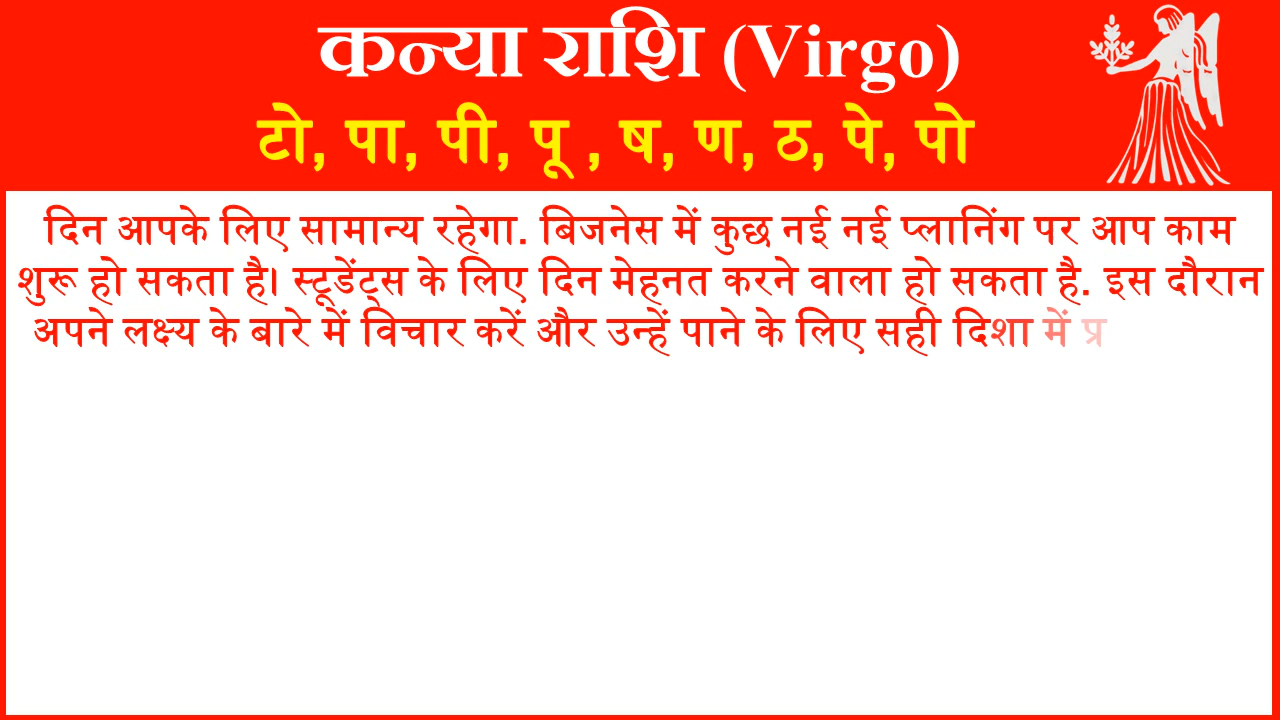 कन्या राशि (Virgo)
टो, पा, पी, पू , ष, ण, ठ, पे, पो
दिन आपके लिए सामान्य रहेगा. बिजनेस में कुछ नई नई प्लानिंग पर आप काम
शुरू हो सकता है। स्टूडेंट्स के लिए दिन मेहनत करने वाला हो सकता है. इस दौरान
अपने लक्ष्य के बारे में विचार करें और उन्हें पाने के लिए सही दिशा में प्र